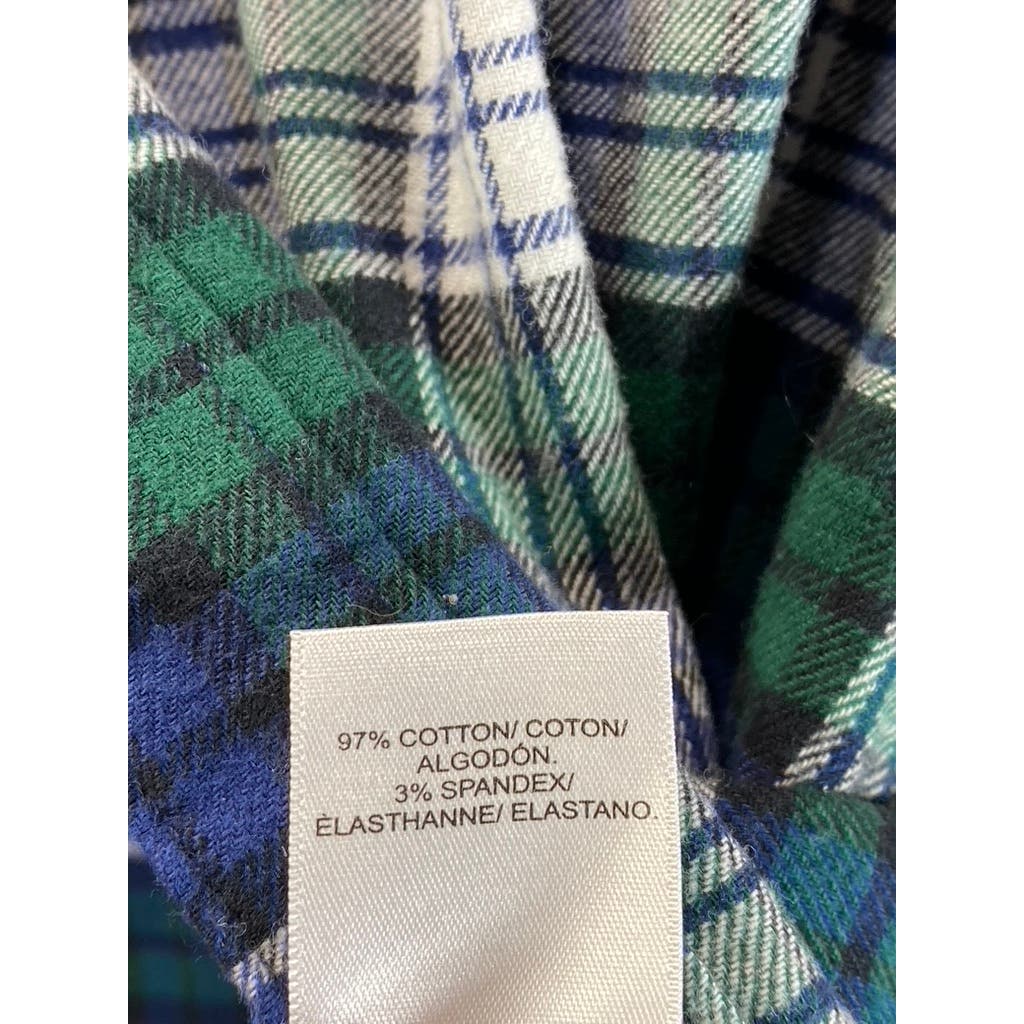 97% COTTON/ COTON/
ALGODÓN.
3% SPANDEX/
ÈLASTHANNE/ ELASTANO.